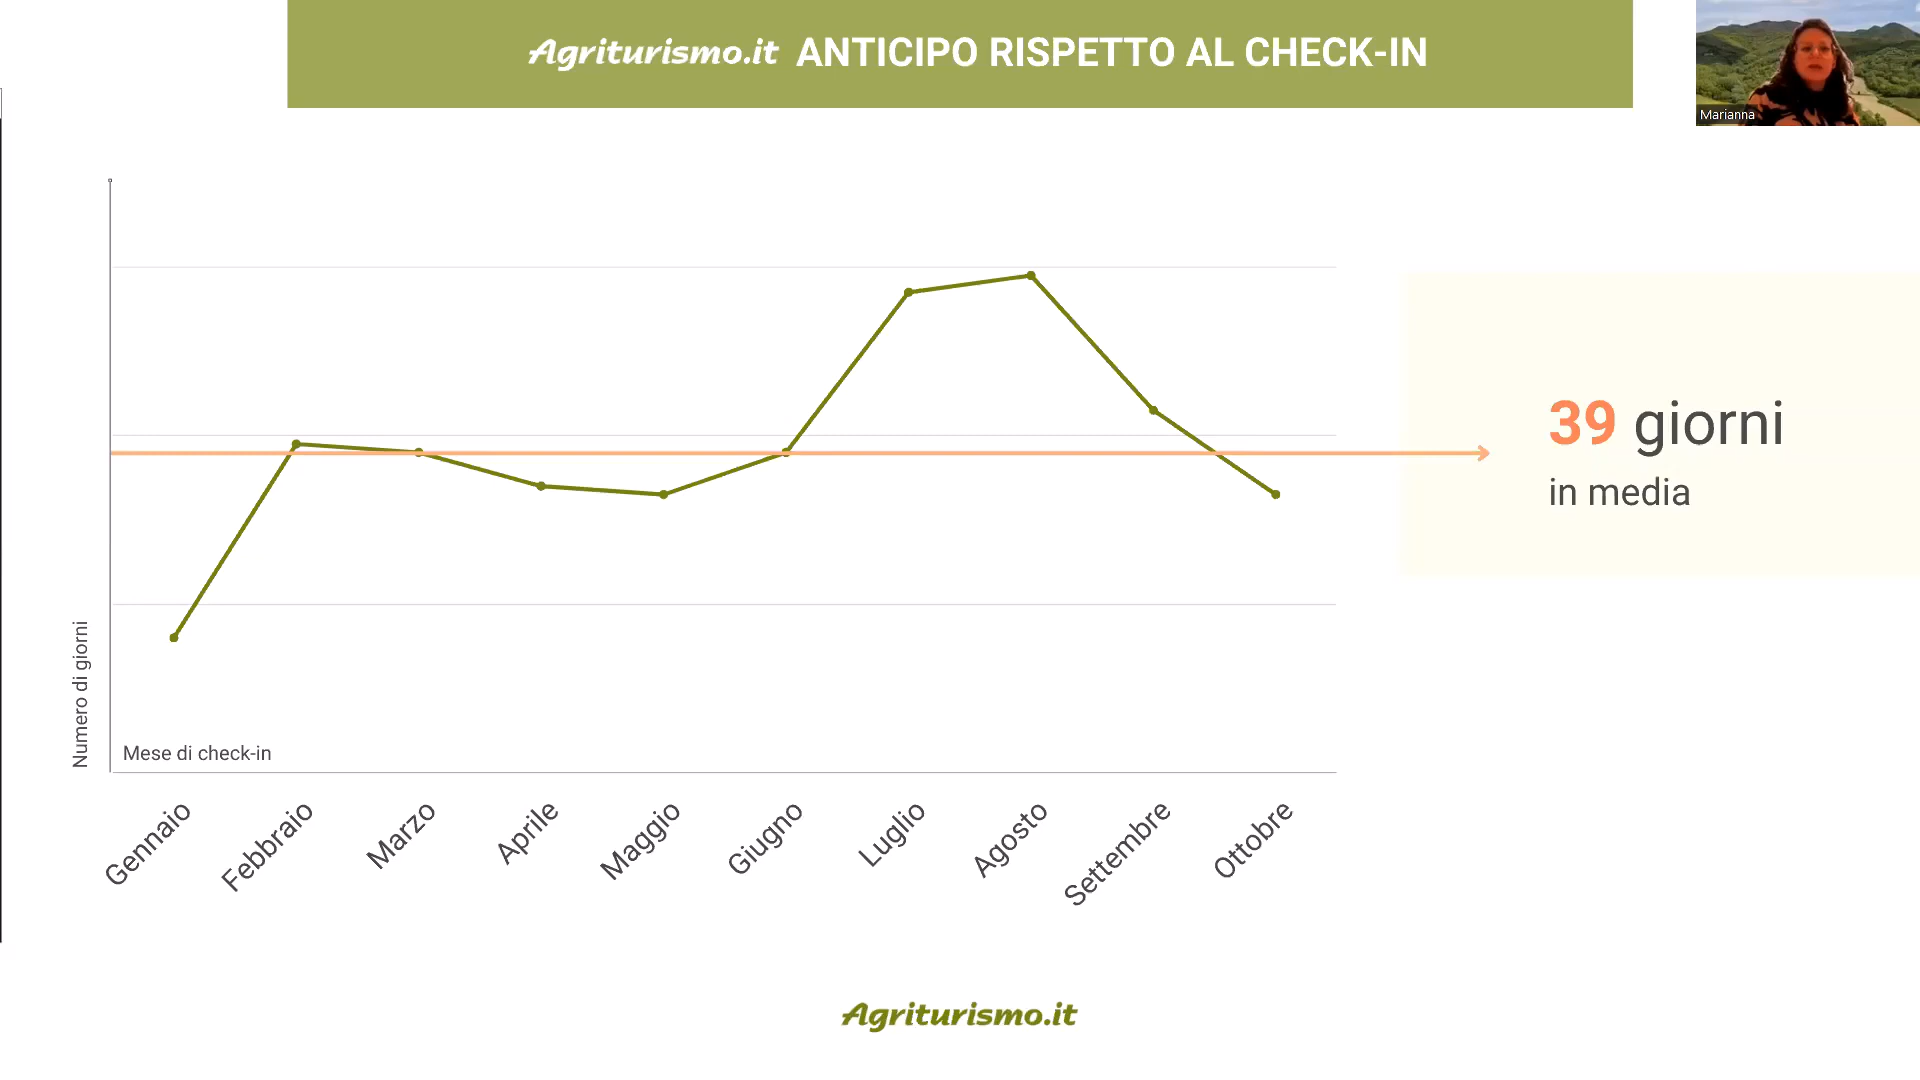 Agriturismo.it ANTICIPO RISPETTO AL CHECK-IN
Marianna
39 giorni
in media
Numero di giorni
Mese di check-in
Gennaio
Febbraio
Marzo
Aprile
Maggio
Giugno
Luglio
Agosto
Settembre
Ottobre
Agriturismo.it